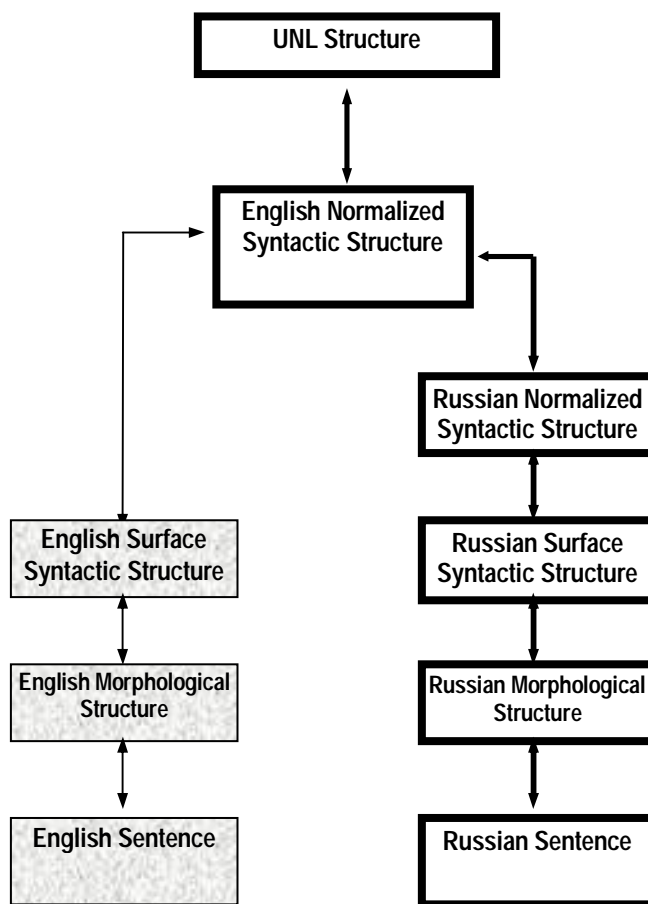 UNL Structure
English Normalized
Syntactic Structure
Russian Normalized
Syntactic Structure
English Surface
Syntactic Structure
Russian Surface
Syntactic Structure
English Morphological
Structure
Russian Morphological
Structure
English Sentence
Russian Sentence